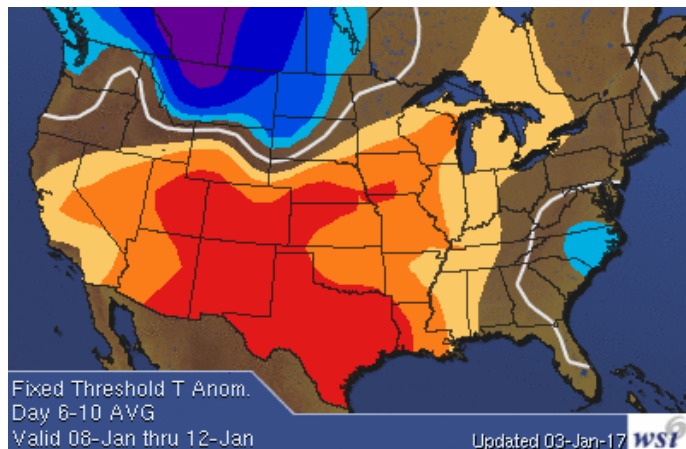 Fixed Threshold T Anom.
Day 6-10 AVG
Valid 08-Jan thru 12-Jan
Updated 03-Jan-17
wsi